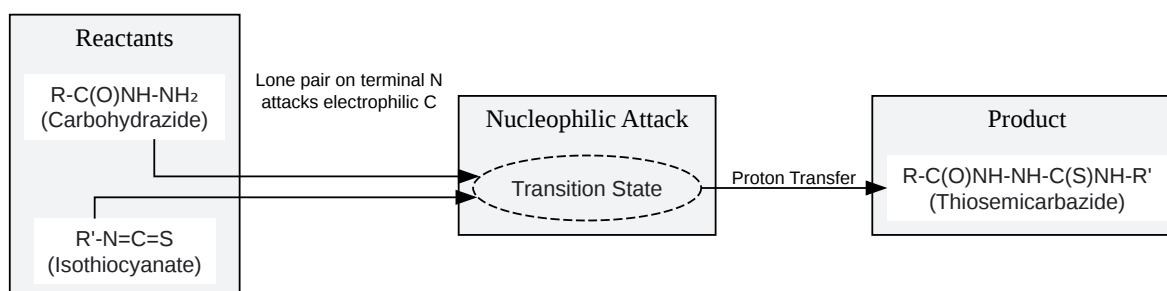 Reactants
R-C(O)NH-NH₂
(Carbohydrazide)
R'-N=C=S
(Isothiocyanate)
Lone pair on terminal N
attacks electrophilic C
Nucleophilic Attack
Transition State
Proton Transfer
Product
R-C(O)NH-NH-C(S)NH-R'
(Thiosemicarbazide)